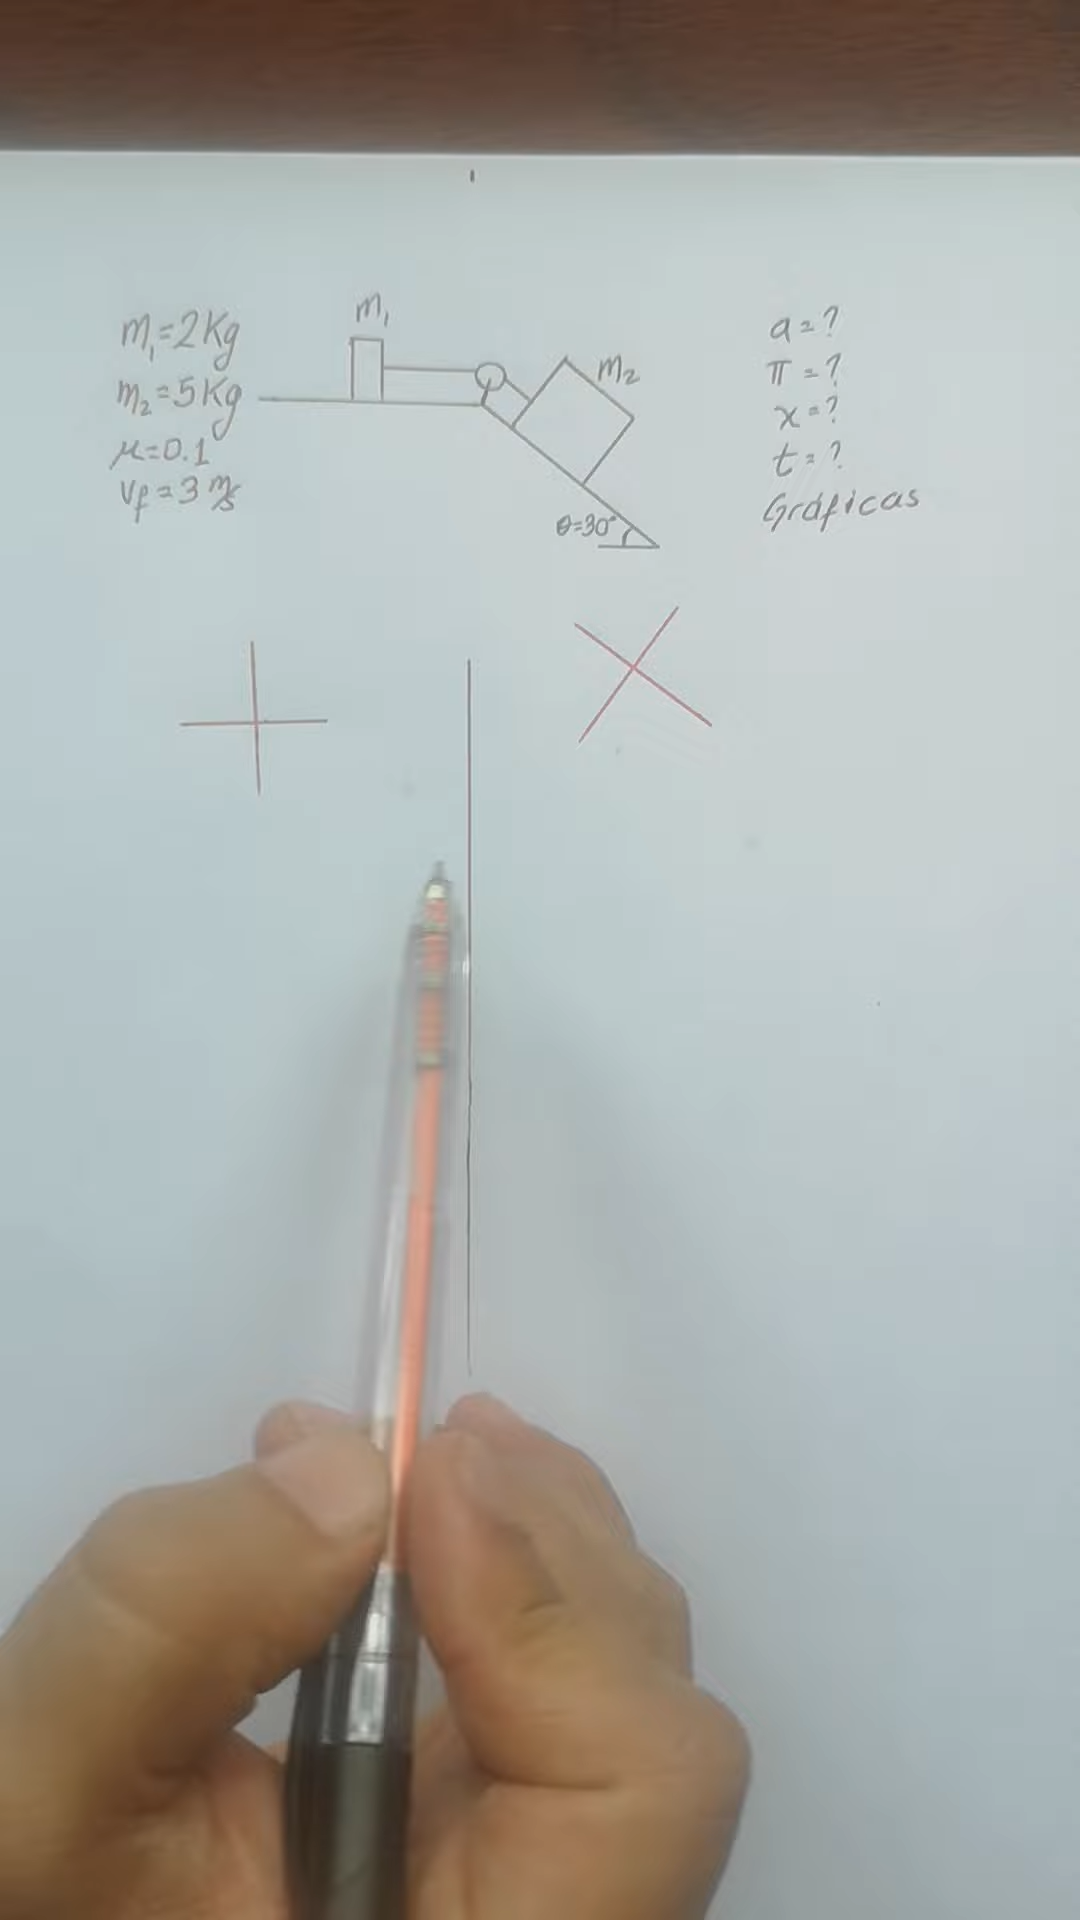 m₁=2Kg
m₂=5Kg
μ=0.1
Vf=3 m/s
m₁
m₂
θ=30°
a=?
T=?
x=?
t=?
Gráficas